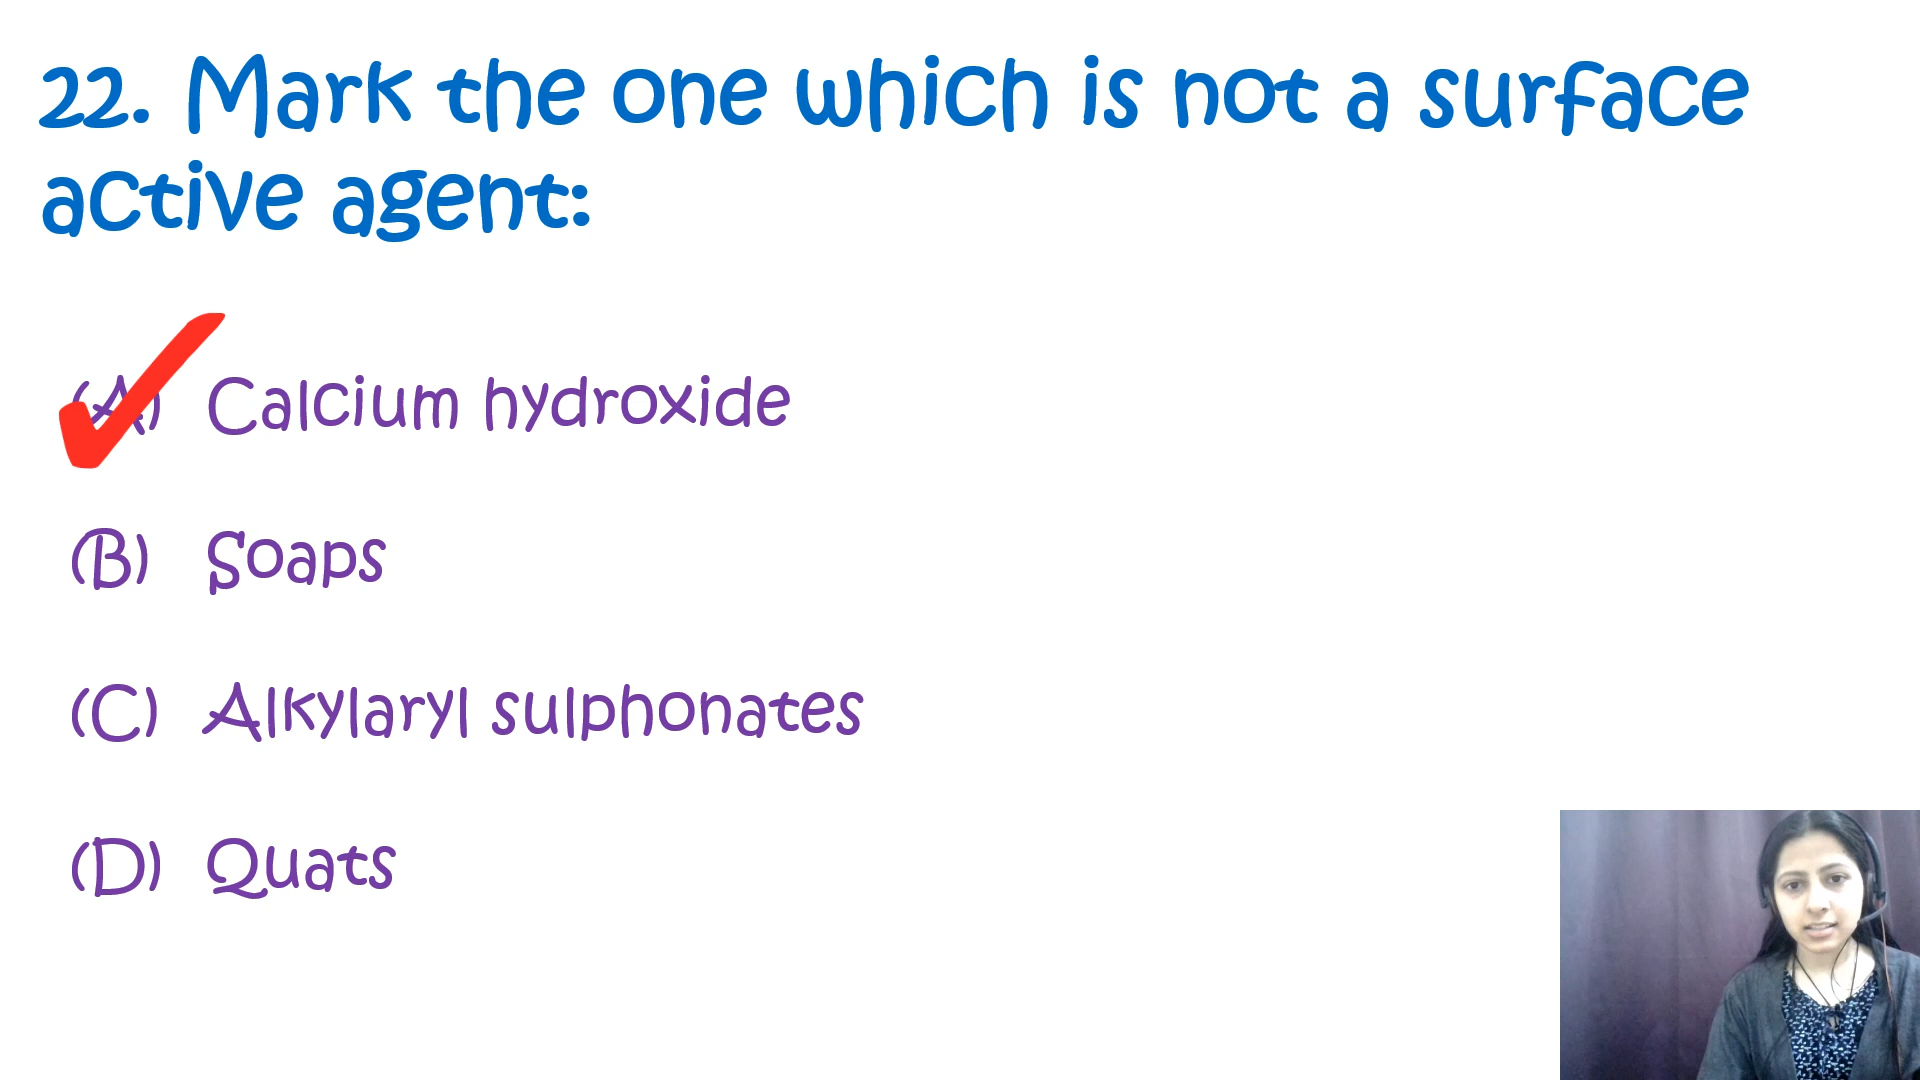 22. Mark the one which is not a surface
active agent:
(A) Calcium hydroxide
(B) Soaps
(C) Alkylaryl sulphonates
(D) Quats